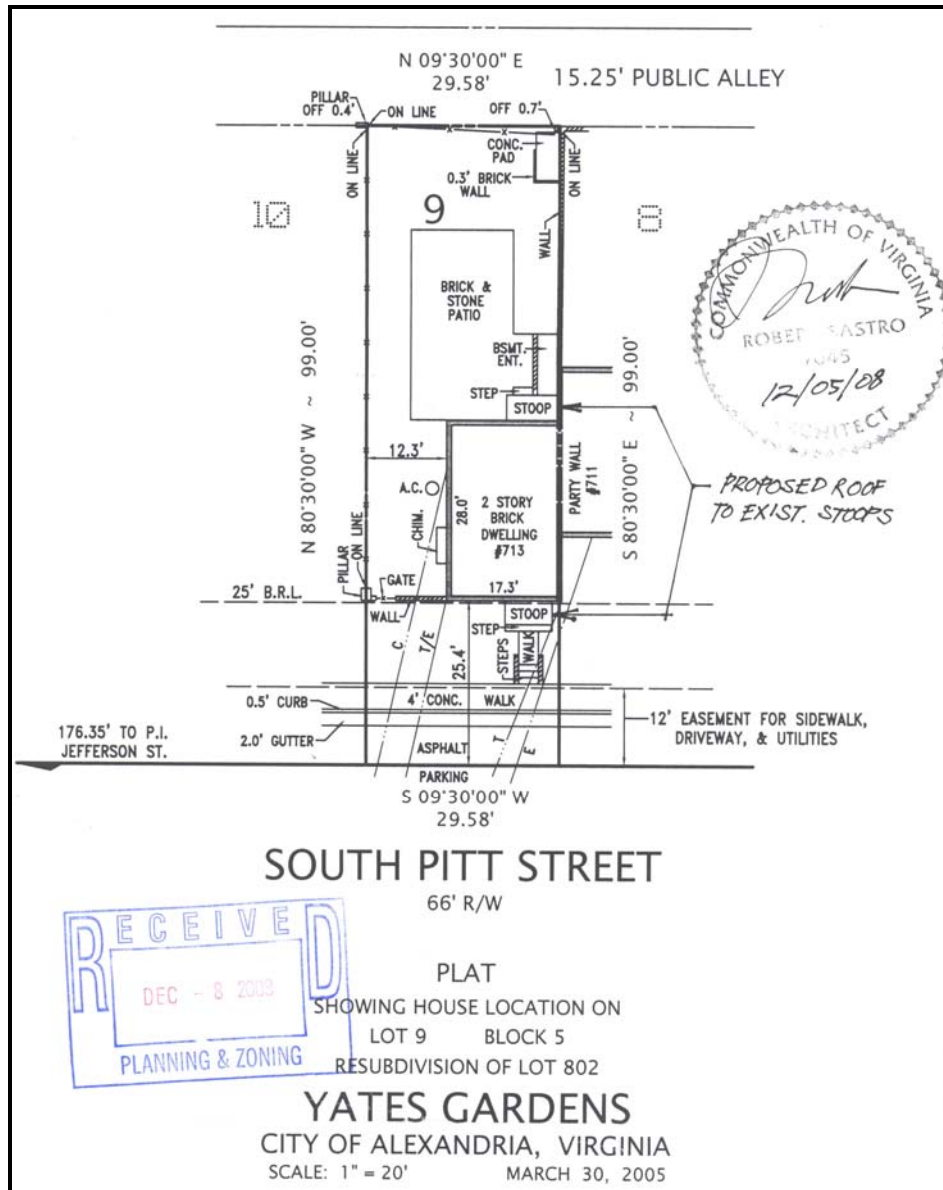 N 09°30'00" E
29.58'
15.25' PUBLIC ALLEY
PILLAR
OFF 0.4'
ON LINE
OFF 0.7'
ON LINE
CONC.
PAD
0.3' BRICK
WALL
ON LINE
10
9
8
WALL
BRICK &
STONE
PATIO
BSMT.
ENT.
STEP
STOOP
N 80°30'00" W ~ 99.00'
S 80°30'00" E ~ 99.00'
COMMONWEALTH OF VIRGINIA
12/05/08
ARCHITECT
12.3'
A.C.
CHIM.
28.0'
2 STORY
BRICK
DWELLING
#713
17.3'
PARTY WALL
#711
PROPOSED ROOF
TO EXIST. STOOPS
PILLAR
ON LINE
GATE
25' B.R.L.
WALL
STOOP
STEP
STEPS
WALK
C
T/E
25.4'
T
E
0.5' CURB
4' CONC. WALK
2.0' GUTTER
ASPHALT
12' EASEMENT FOR SIDEWALK,
DRIVEWAY, & UTILITIES
176.35' TO P.I.
JEFFERSON ST.
PARKING
S 09°30'00" W
29.58'
SOUTH PITT STREET
66' R/W
RECEIVED
DEC - 8 2008
PLANNING & ZONING
PLAT
SHOWING HOUSE LOCATION ON
LOT 9 BLOCK 5
RESUBDIVISION OF LOT 802
YATES GARDENS
CITY OF ALEXANDRIA, VIRGINIA
SCALE: 1" = 20' MARCH 30, 2005